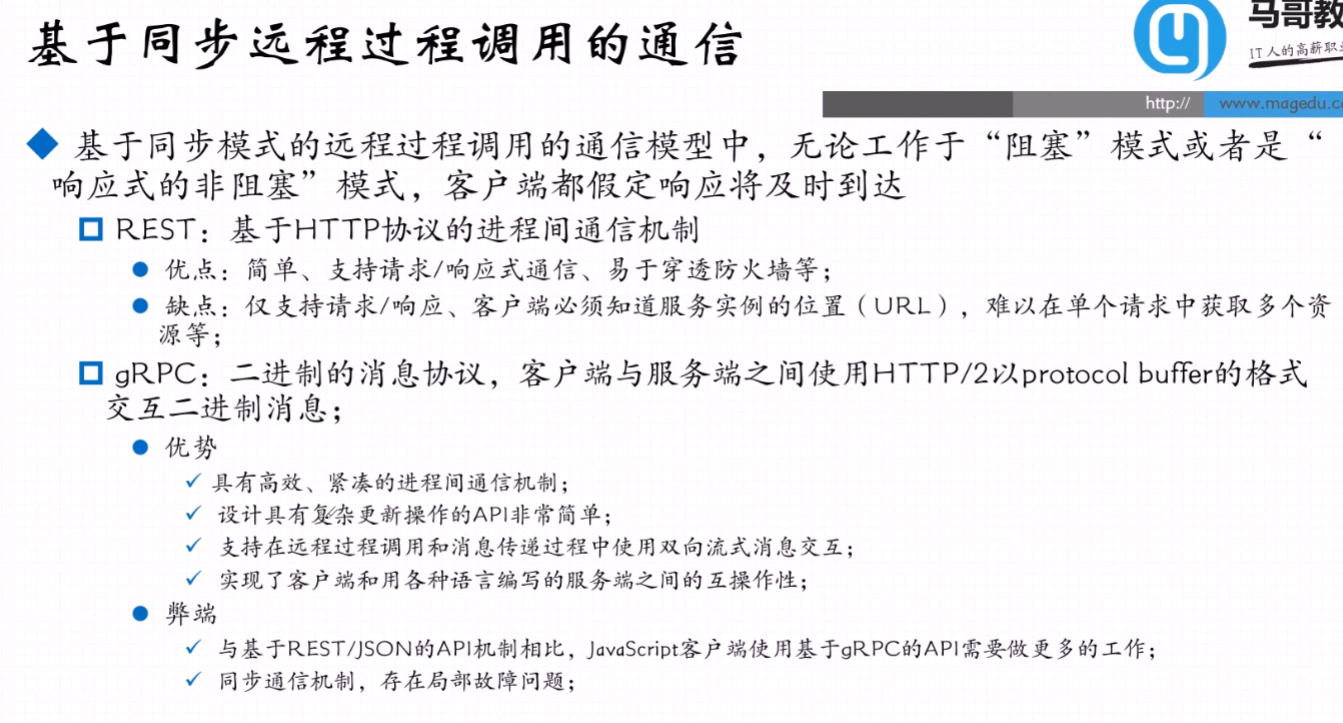 基于同步远程过程调用的通信
马哥教
IT人的高薪职
http://
www.magedu.c
◆ 基于同步模式的远程过程调用的通信模型中，无论工作于“阻塞”模式或者是“
响应式的非阻塞”模式，客户端都假定响应将及时到达
REST：基于HTTP协议的进程间通信机制
● 优点：简单、支持请求/响应式通信、易于穿透防火墙等；
● 缺点：仅支持请求/响应、客户端必须知道服务实例的位置（URL），难以在单个请求中获取多个资
源等；
gRPC：二进制的消息协议，客户端与服务端之间使用HTTP/2以protocol buffer的格式
交互二进制消息；
● 优势
✓ 具有高效、紧凑的进程间通信机制；
✓ 设计具有复杂更新操作的API非常简单；
✓ 支持在远程过程调用和消息传递过程中使用双向流式消息交互；
✓ 实现了客户端和用各种语言编写的服务端之间的互操作性；
● 弊端
✓ 与基于REST/JSON的API机制相比，JavaScript客户端使用基于gRPC的API需要做更多的工作；
✓ 同步通信机制，存在局部故障问题；